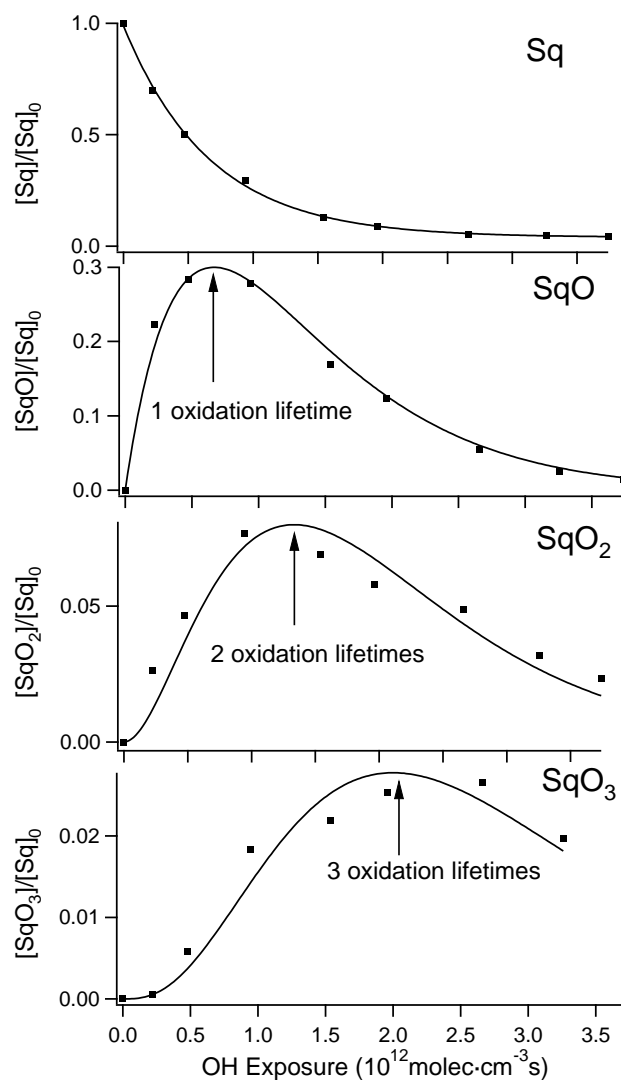 Sq
[Sq]/[Sq]₀
1.0
0.5
0.0
SqO
[SqO]/[Sq]₀
0.3
0.2
0.1
0.0
1 oxidation lifetime
SqO₂
[SqO₂]/[Sq]₀
0.05
0.00
2 oxidation lifetimes
SqO₃
[SqO₃]/[Sq]₀
0.02
0.01
0.00
3 oxidation lifetimes
0.0 0.5 1.0 1.5 2.0 2.5 3.0 3.5
OH Exposure (10¹²molec·cm⁻³s)